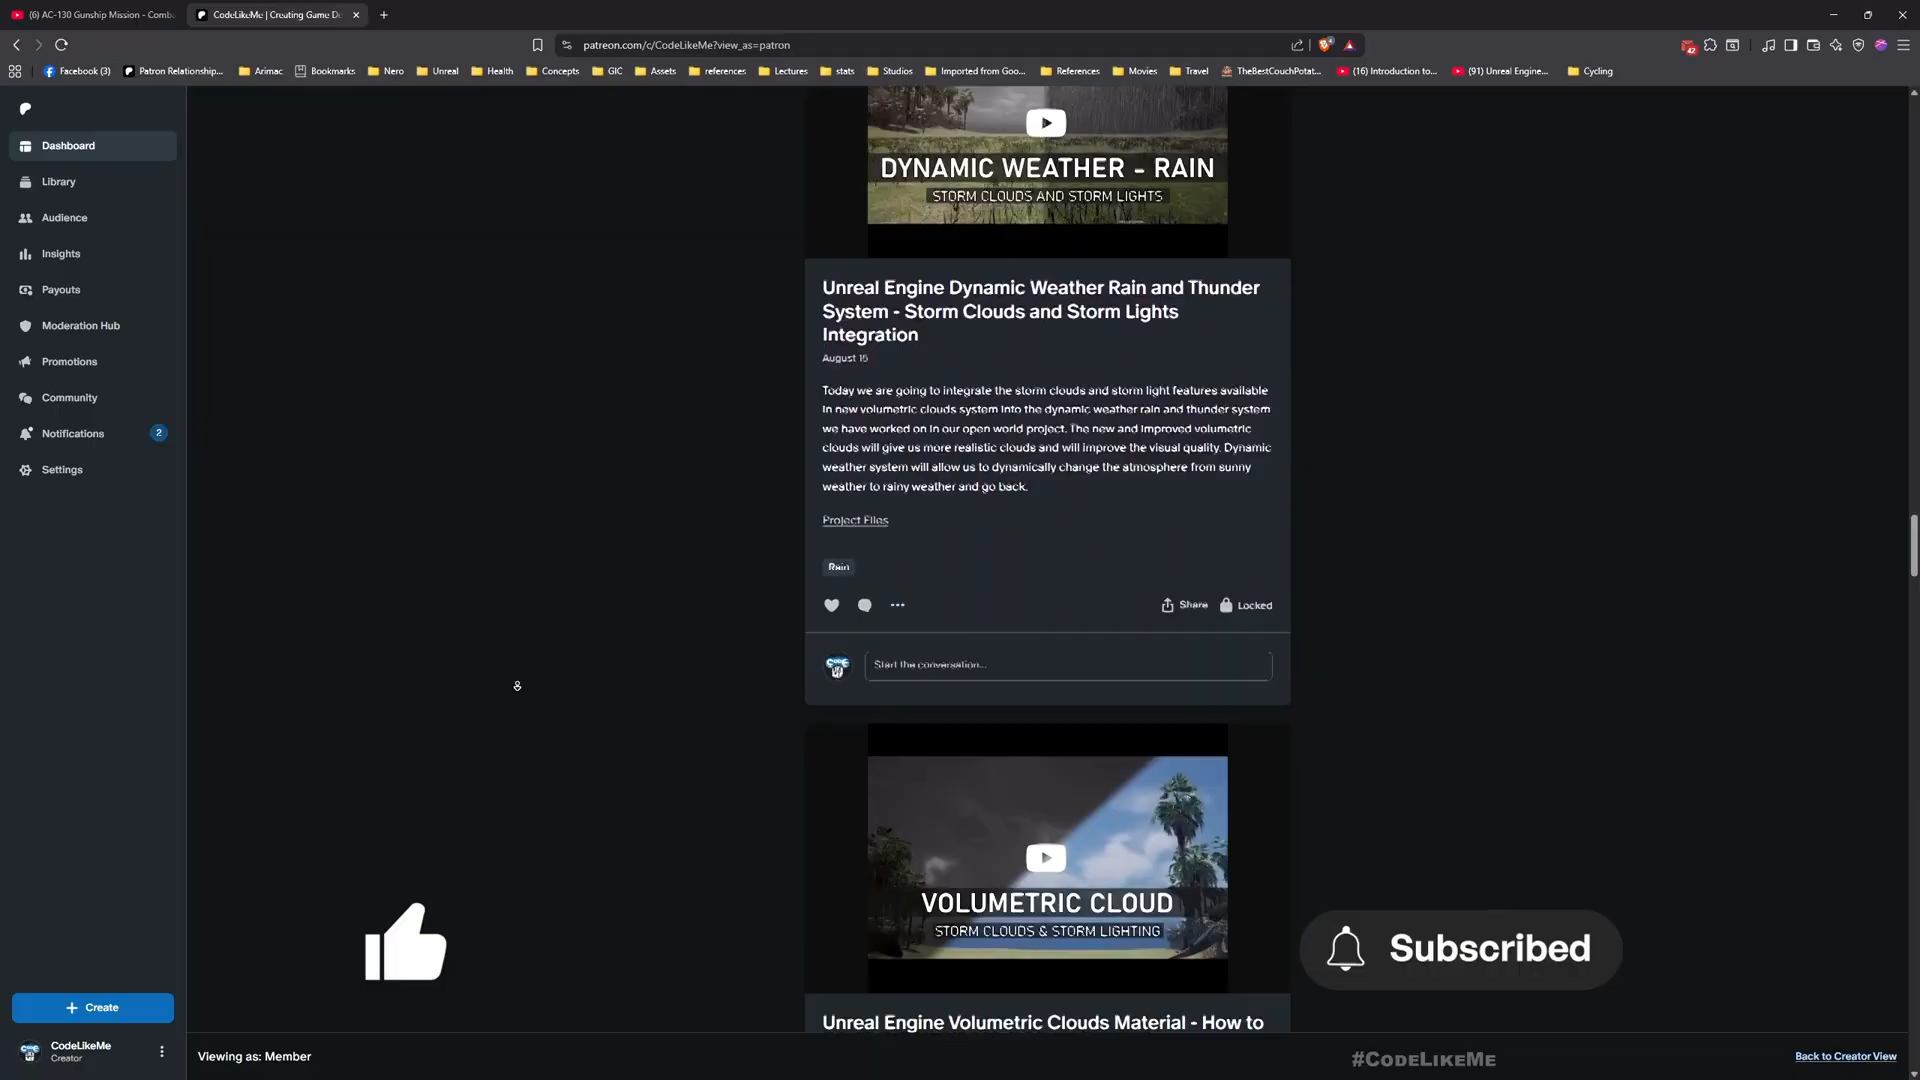 (6) AC-130 Gunship Mission - Comba
CodeLikeMe | Creating Game De
patreon.com/c/CodeLikeMe?view_as=patron
Facebook (3)
Patron Relationship...
Arimac
Bookmarks
Nero
Unreal
Health
Concepts
GIC
Assets
references
Lectures
stats
Studios
Imported from Goo...
References
Movies
Travel
TheBestCouchPotat...
(16) Introduction to...
(91) Unreal Engine...
Cycling
42
Dashboard
Library
Audience
Insights
Payouts
Moderation Hub
Promotions
Community
Notifications
2
Settings
DYNAMIC WEATHER - RAIN
STORM CLOUDS AND STORM LIGHTS
Unreal Engine Dynamic Weather Rain and Thunder
System - Storm Clouds and Storm Lights
Integration
August 15
Today we are going to integrate the storm clouds and storm light features available
in new volumetric clouds system into the dynamic weather rain and thunder system
we have worked on in our open world project. The new and improved volumetric
clouds will give us more realistic clouds and will improve the visual quality. Dynamic
weather system will allow us to dynamically change the atmosphere from sunny
weather to rainy weather and go back.
Project Files
Rain
Share
Locked
Start the conversation...
VOLUMETRIC CLOUD
STORM CLOUDS & STORM LIGHTING
Subscribed
Unreal Engine Volumetric Clouds Material - How to
Create
CodeLikeMe
Creator
Viewing as: Member
#CodeLikeMe
Back to Creator View